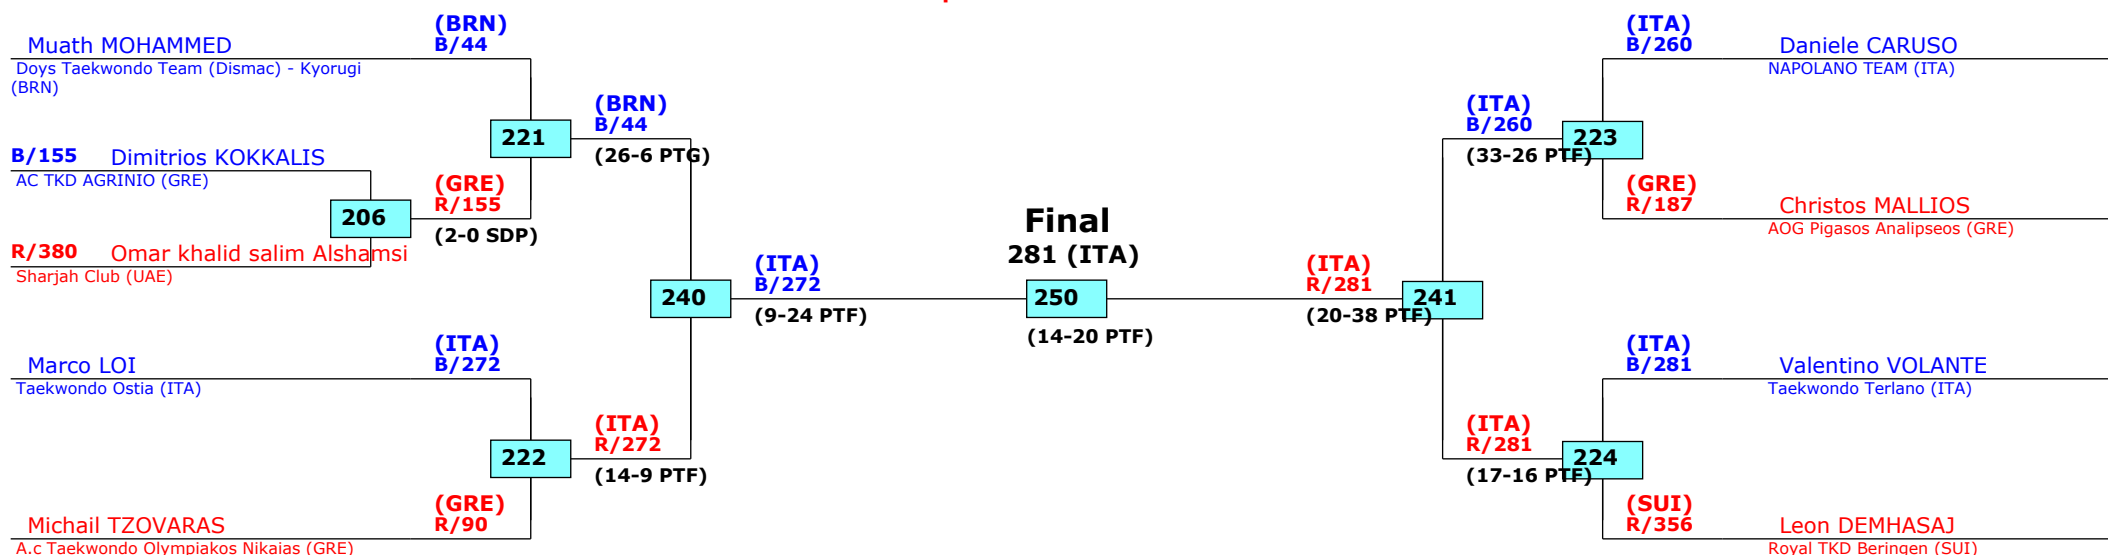 (BRN)
B/44
Muath MOHAMMED
Doys Taekwondo Team (Dismac) - Kyorugi
(BRN)
(BRN)
B/44
221
(26-6 PTG)
B/155 Dimitrios KOKKALIS
AC TKD AGRINIO (GRE)
(GRE)
R/155
206
(2-0 SDP)
R/380 Omar khalid salim Alshamsi
Sharjah Club (UAE)
240
(ITA)
B/272
(9-24 PTF)
(ITA)
B/272
Marco LOI
Taekwondo Ostia (ITA)
(ITA)
R/272
222
(14-9 PTF)
(GRE)
R/90
Michail TZOVARAS
A.c Taekwondo Olympiakos Nikaias (GRE)
Final
281 (ITA)
250
(14-20 PTF)
(ITA)
B/260
Daniele CARUSO
NAPOLANO TEAM (ITA)
(ITA)
B/260
223
(33-26 PTF)
(GRE)
R/187
Christos MALLIOS
AOG Pigasos Analipseos (GRE)
(ITA)
R/281
241
(20-38 PTF)
(ITA)
B/281
Valentino VOLANTE
Taekwondo Terlano (ITA)
(ITA)
R/281
224
(17-16 PTF)
(SUI)
R/356
Leon DEMHASAJ
Royal TKD Beringen (SUI)